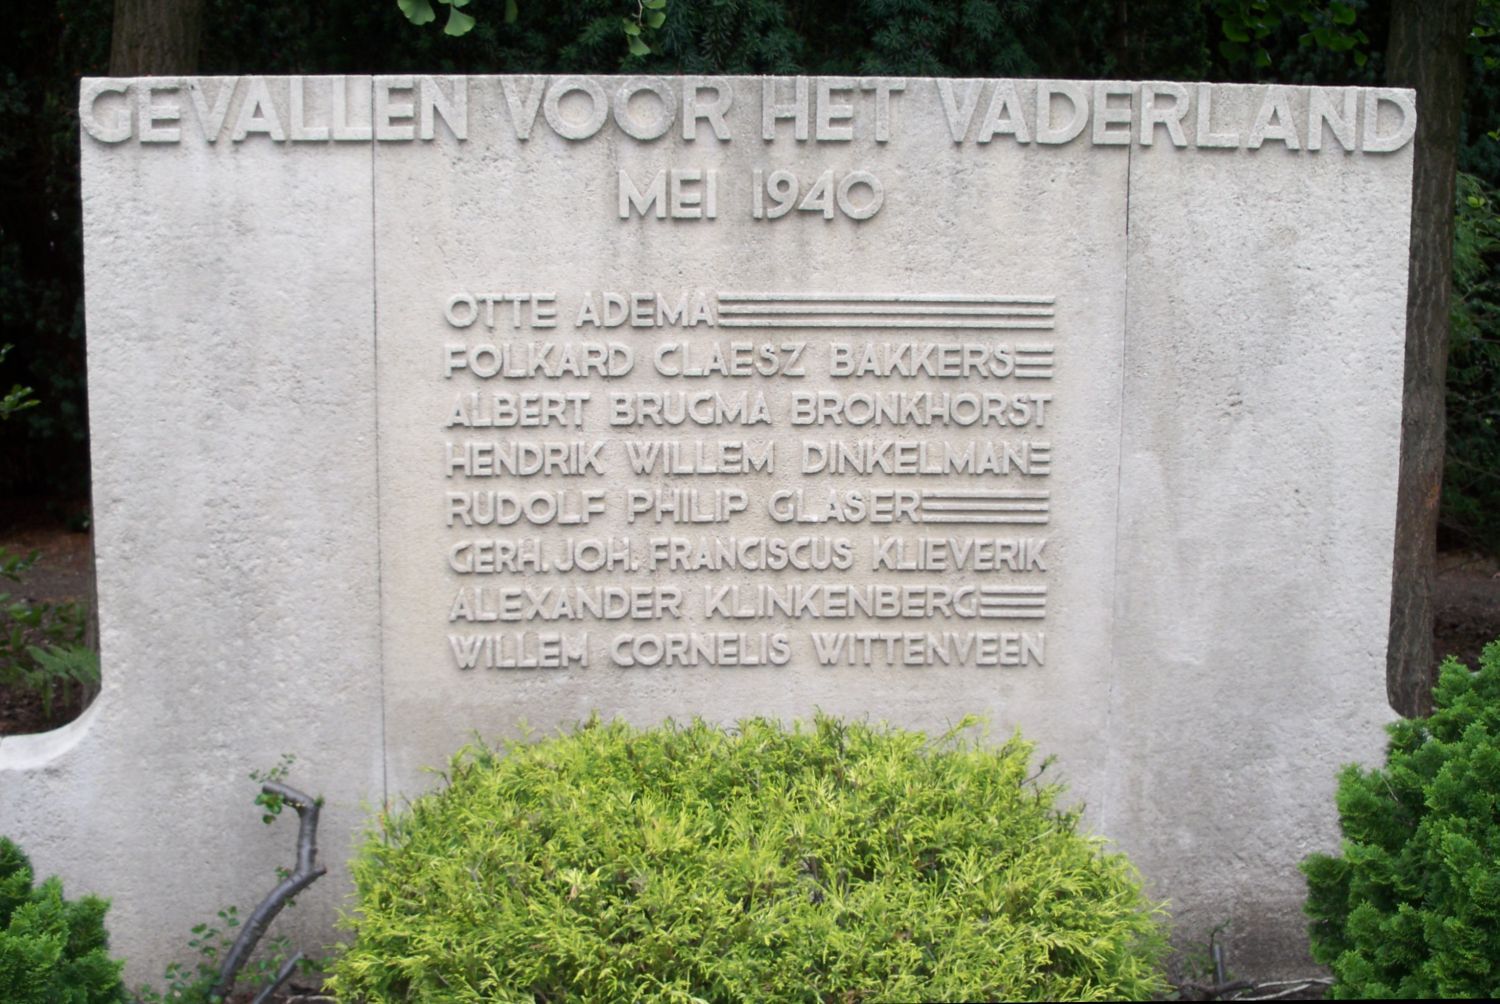 GEVALLEN VOOR HET VADERLAND
MEI 1940
OTTE ADEMA
FOLKARD CLAESZ BAKKERS
ALBERT BRUGMA BRONKHORST
HENDRIK WILLEM DINKELMAN
RUDOLF PHILIP GLASER
GERH. JOH. FRANCISCUS KLIEVERIK
ALEXANDER KLINKENBERG
WILLEM CORNELIS WITTENVEEN